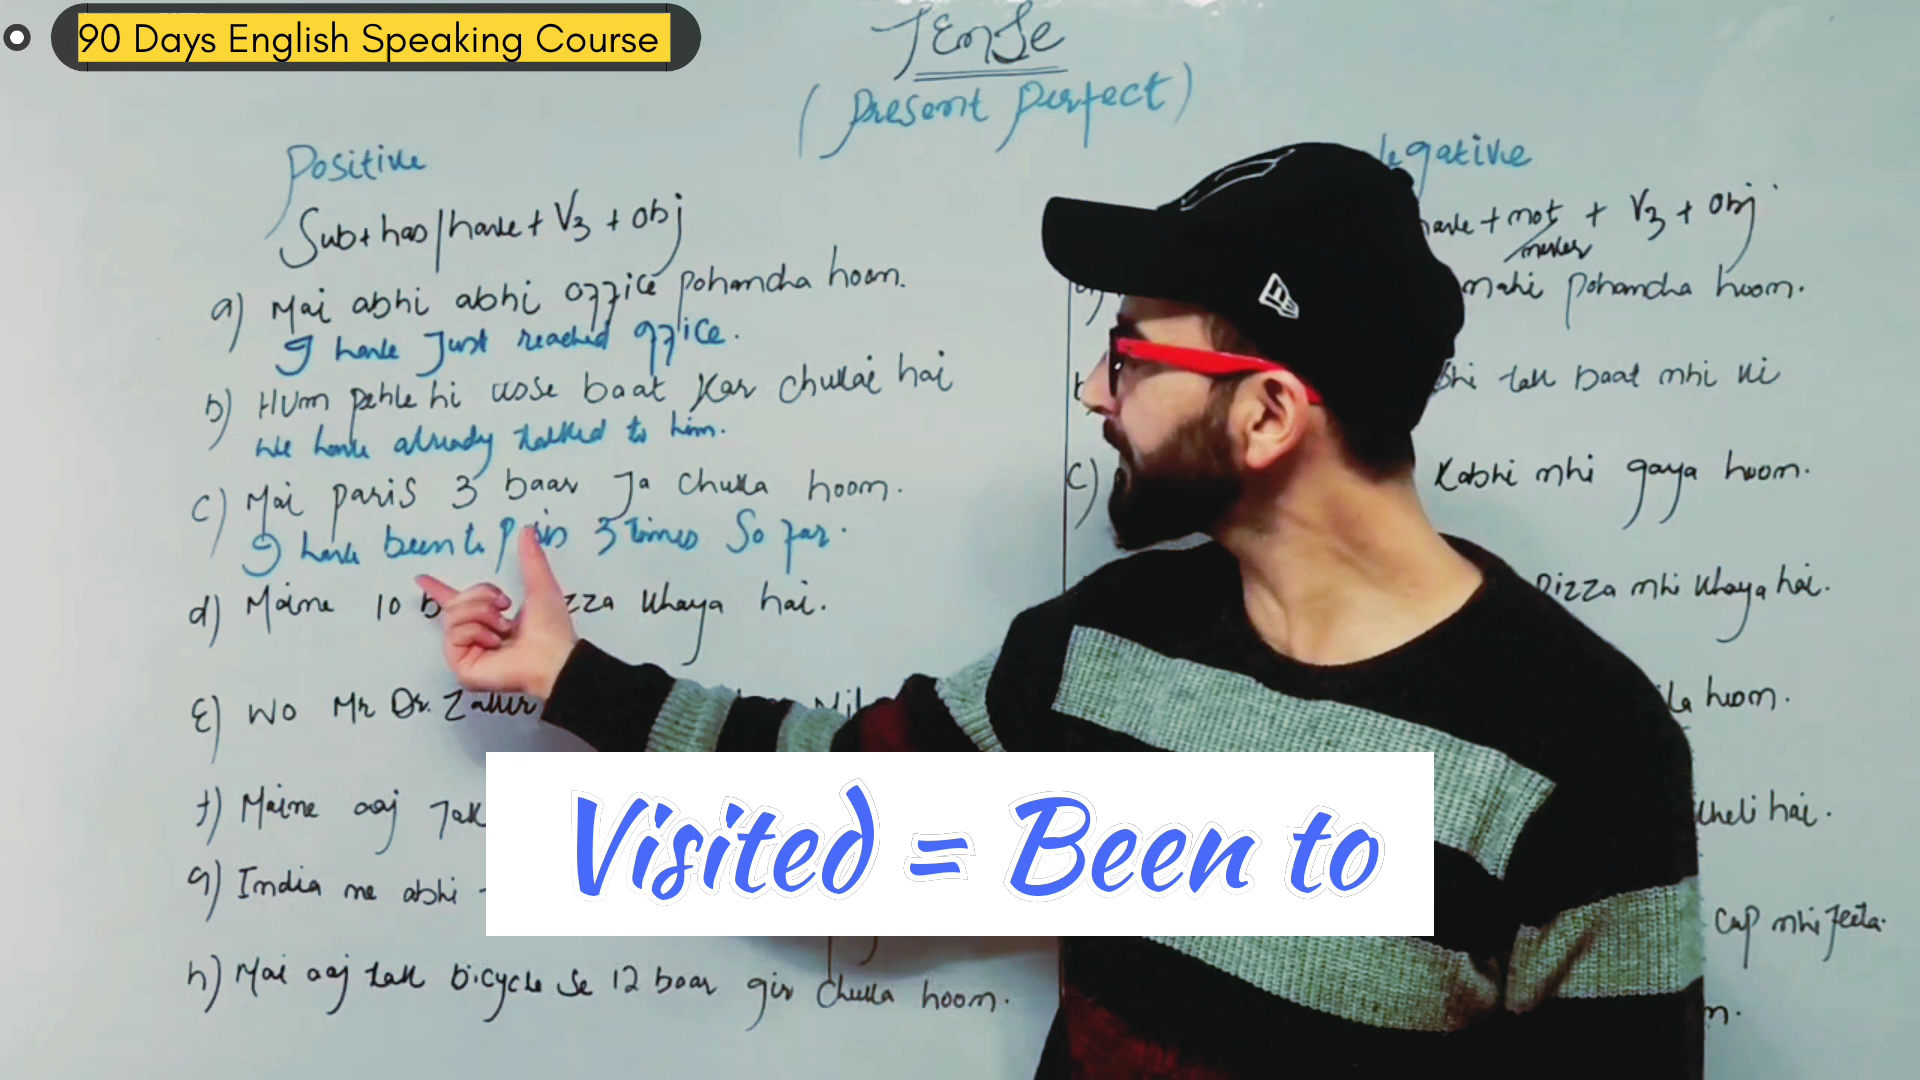 90 Days English Speaking Course
TENSE
(Present Perfect)
Positive
Sub + has/have + V3 + Obj
a) Mai abhi abhi office pohancha hoon.
I have Just reached office.
b) Hum pehle hi usse baat Kar chukai hai
We have already talked to him.
c) Mai paris 3 baar Ja chuka hoon.
I have been to Paris 3 times So far.
d) Maine 10 zza khaya hai.
E) Wo Mr Dr. Zakir Mil
f) Maine aaj Tak
g) India me abhi
h) Mai aaj tak bicycle se 12 baar gir chuka hoon.
egative
have + not + V3 + Obj
never
nahi pohancha hoon.
b) bhi tak baat nhi ki
C) Kabhi nhi gaya hoon.
Pizza nhi khaya hai.
la hoon.
kheli hai.
Cup nhi Jeeta.
n.
Visited = Been to